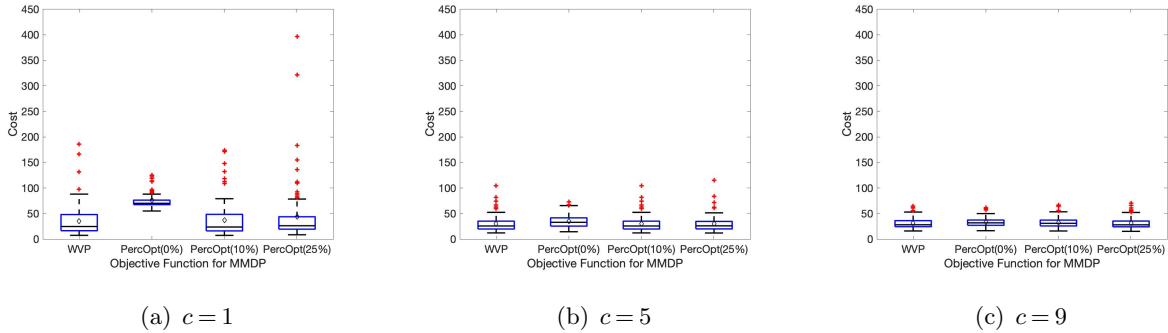 450
400
350
300
250
200
150
100
50
0
Cost
WVP PercOpt(0%) PercOpt(10%) PercOpt(25%)
Objective Function for MMDP
(a) c = 1
450
400
350
300
250
200
150
100
50
0
Cost
WVP PercOpt(0%) PercOpt(10%) PercOpt(25%)
Objective Function for MMDP
(b) c = 5
450
400
350
300
250
200
150
100
50
0
Cost
WVP PercOpt(0%) PercOpt(10%) PercOpt(25%)
Objective Function for MMDP
(c) c = 9